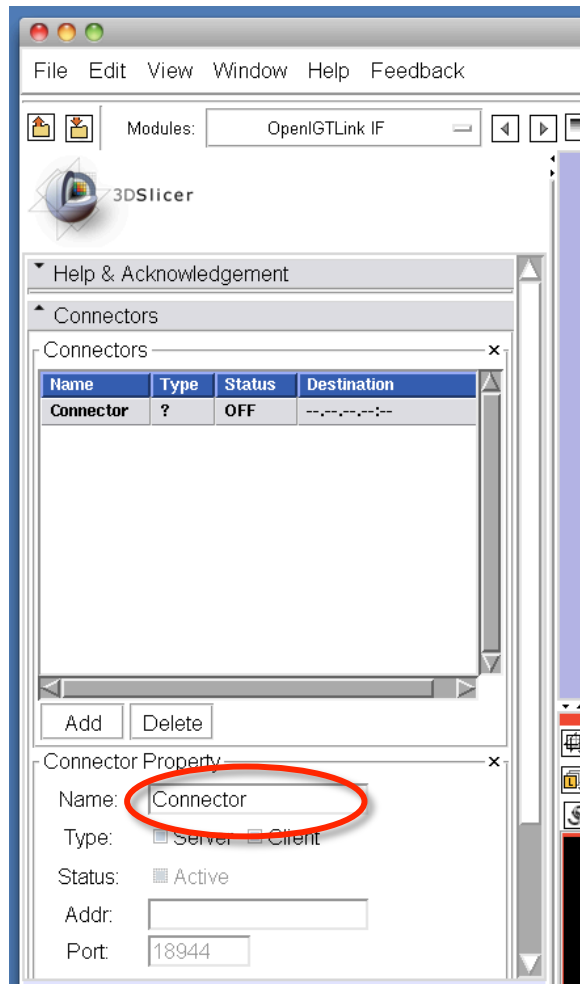 File Edit View Window Help Feedback
Modules: OpenIGTLink IF
3DSlicer
Help & Acknowledgement
Connectors
Connectors
Name Type Status Destination
Connector ? OFF --.--.--.--:--
Add Delete
Connector Property
Name: Connector
Type: Server Client
Status: Active
Addr:
Port: 18944
L
S